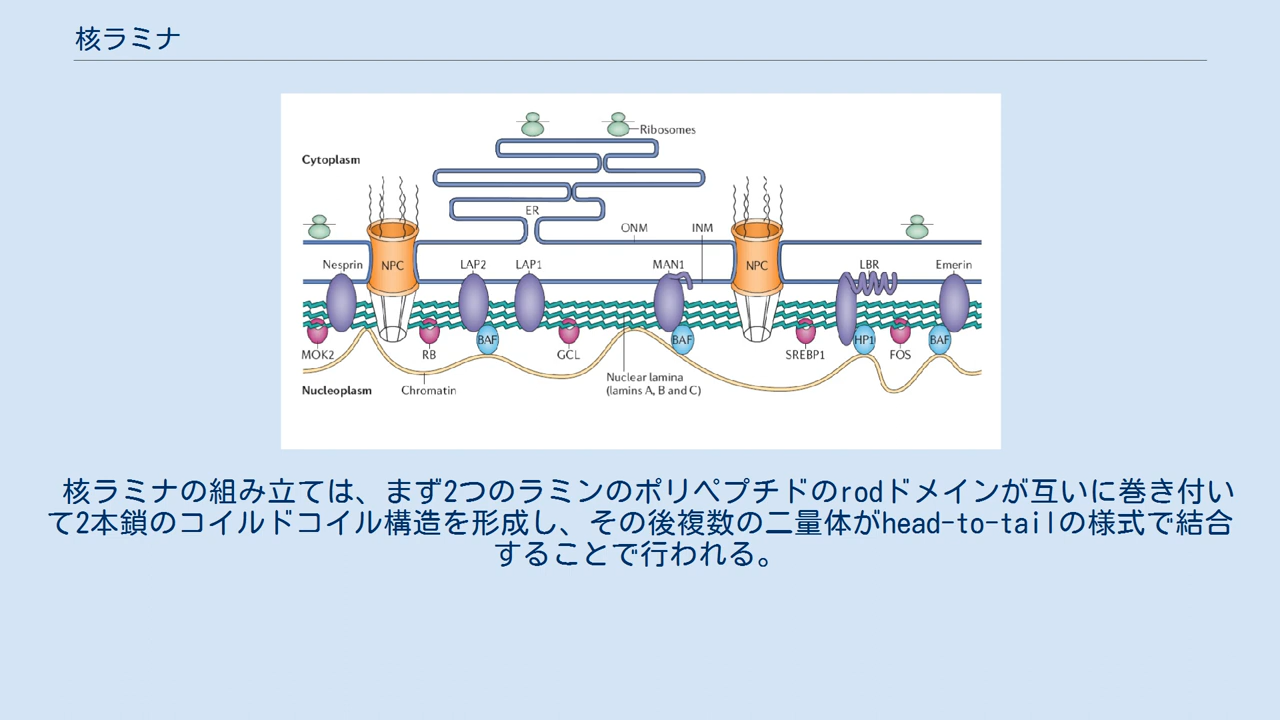 核ラミナ
Ribosomes
Cytoplasm
ER
ONM
INM
Nesprin
NPC
LAP2
LAP1
MAN1
NPC
LBR
Emerin
MOK2
RB
BAF
GCL
BAF
SREBP1
HP1
FOS
BAF
Nuclear lamina
(lamins A, B and C)
Nucleoplasm
Chromatin
核ラミナの組み立ては、まず2つのラミンのポリペプチドのrodドメインが互いに巻き付い
て2本鎖のコイルドコイル構造を形成し、その後複数の二量体がhead-to-tailの様式で結合
することで行われる。